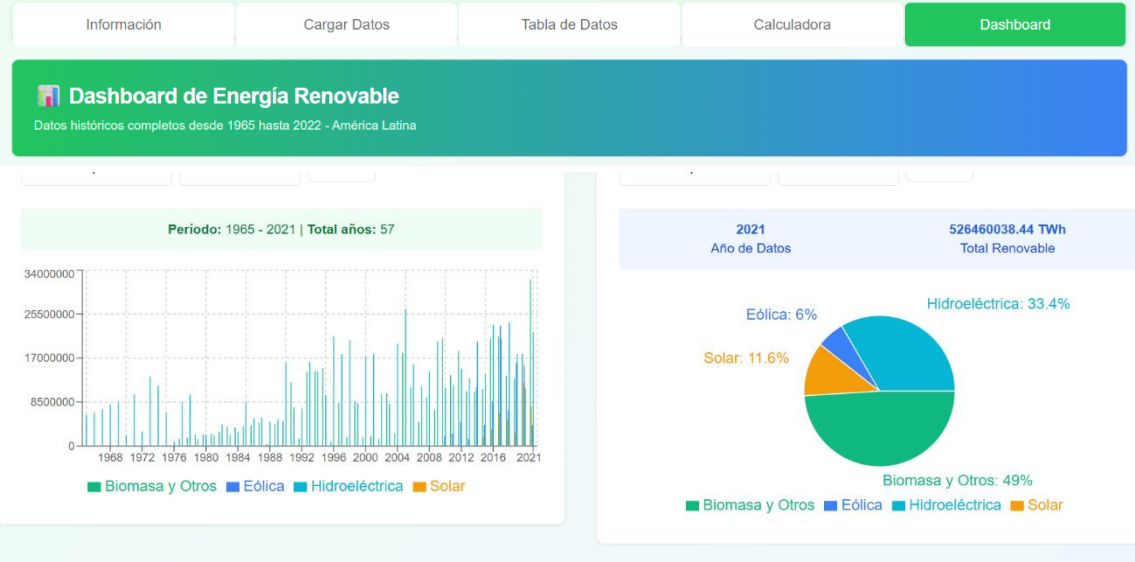 Información
Cargar Datos
Tabla de Datos
Calculadora
Dashboard
Dashboard de Energía Renovable
Datos históricos completos desde 1965 hasta 2022 - América Latina
Período: 1965 - 2021 | Total años: 57
34000000
25500000
17000000
8500000
0
1968 1972 1976 1980 1984 1988 1992 1996 2000 2004 2008 2012 2016 2021
Biomasa y Otros Eólica Hidroeléctrica Solar
2021
Año de Datos
526460038.44 TWh
Total Renovable
Hidroeléctrica: 33.4%
Eólica: 6%
Solar: 11.6%
Biomasa y Otros: 49%
Biomasa y Otros Eólica Hidroeléctrica Solar